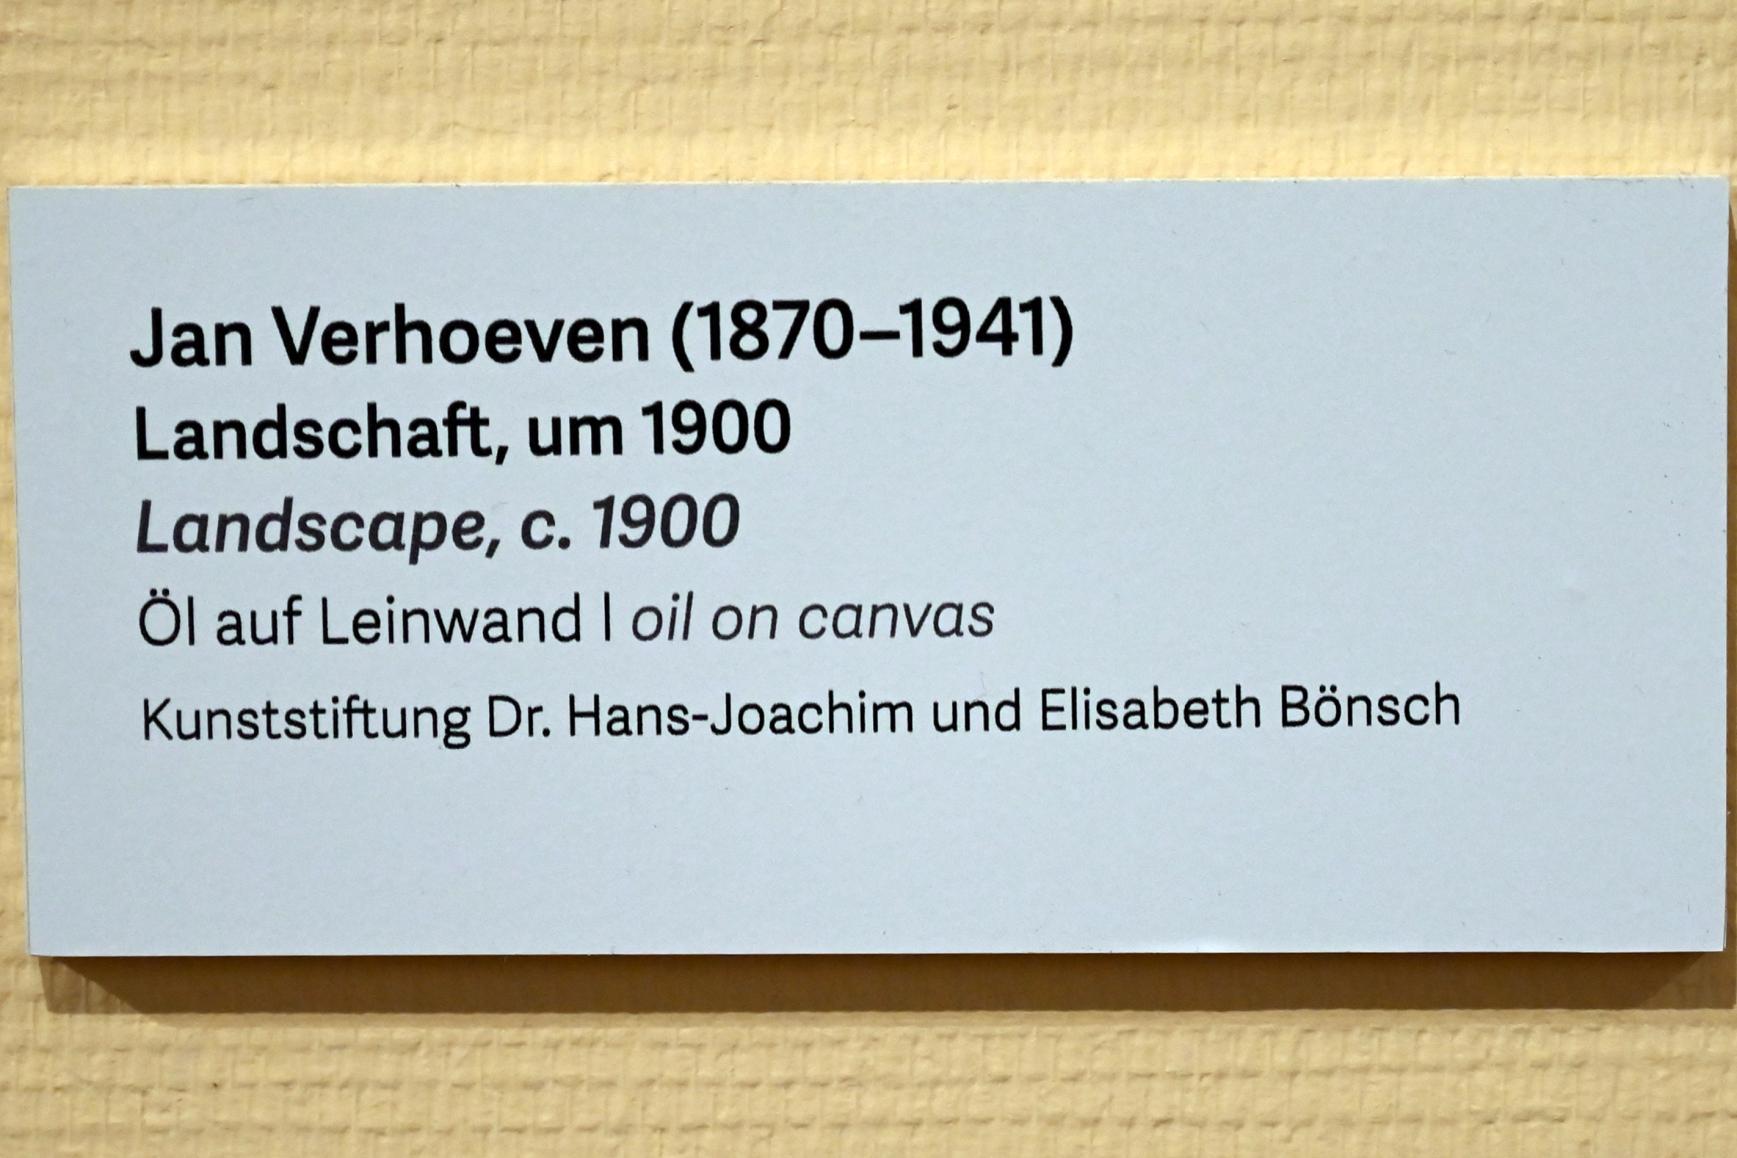 Jan Verhoeven (1870–1941)
Landschaft, um 1900
Landscape, c. 1900
Öl auf Leinwand | oil on canvas
Kunststiftung Dr. Hans-Joachim und Elisabeth Bönsch